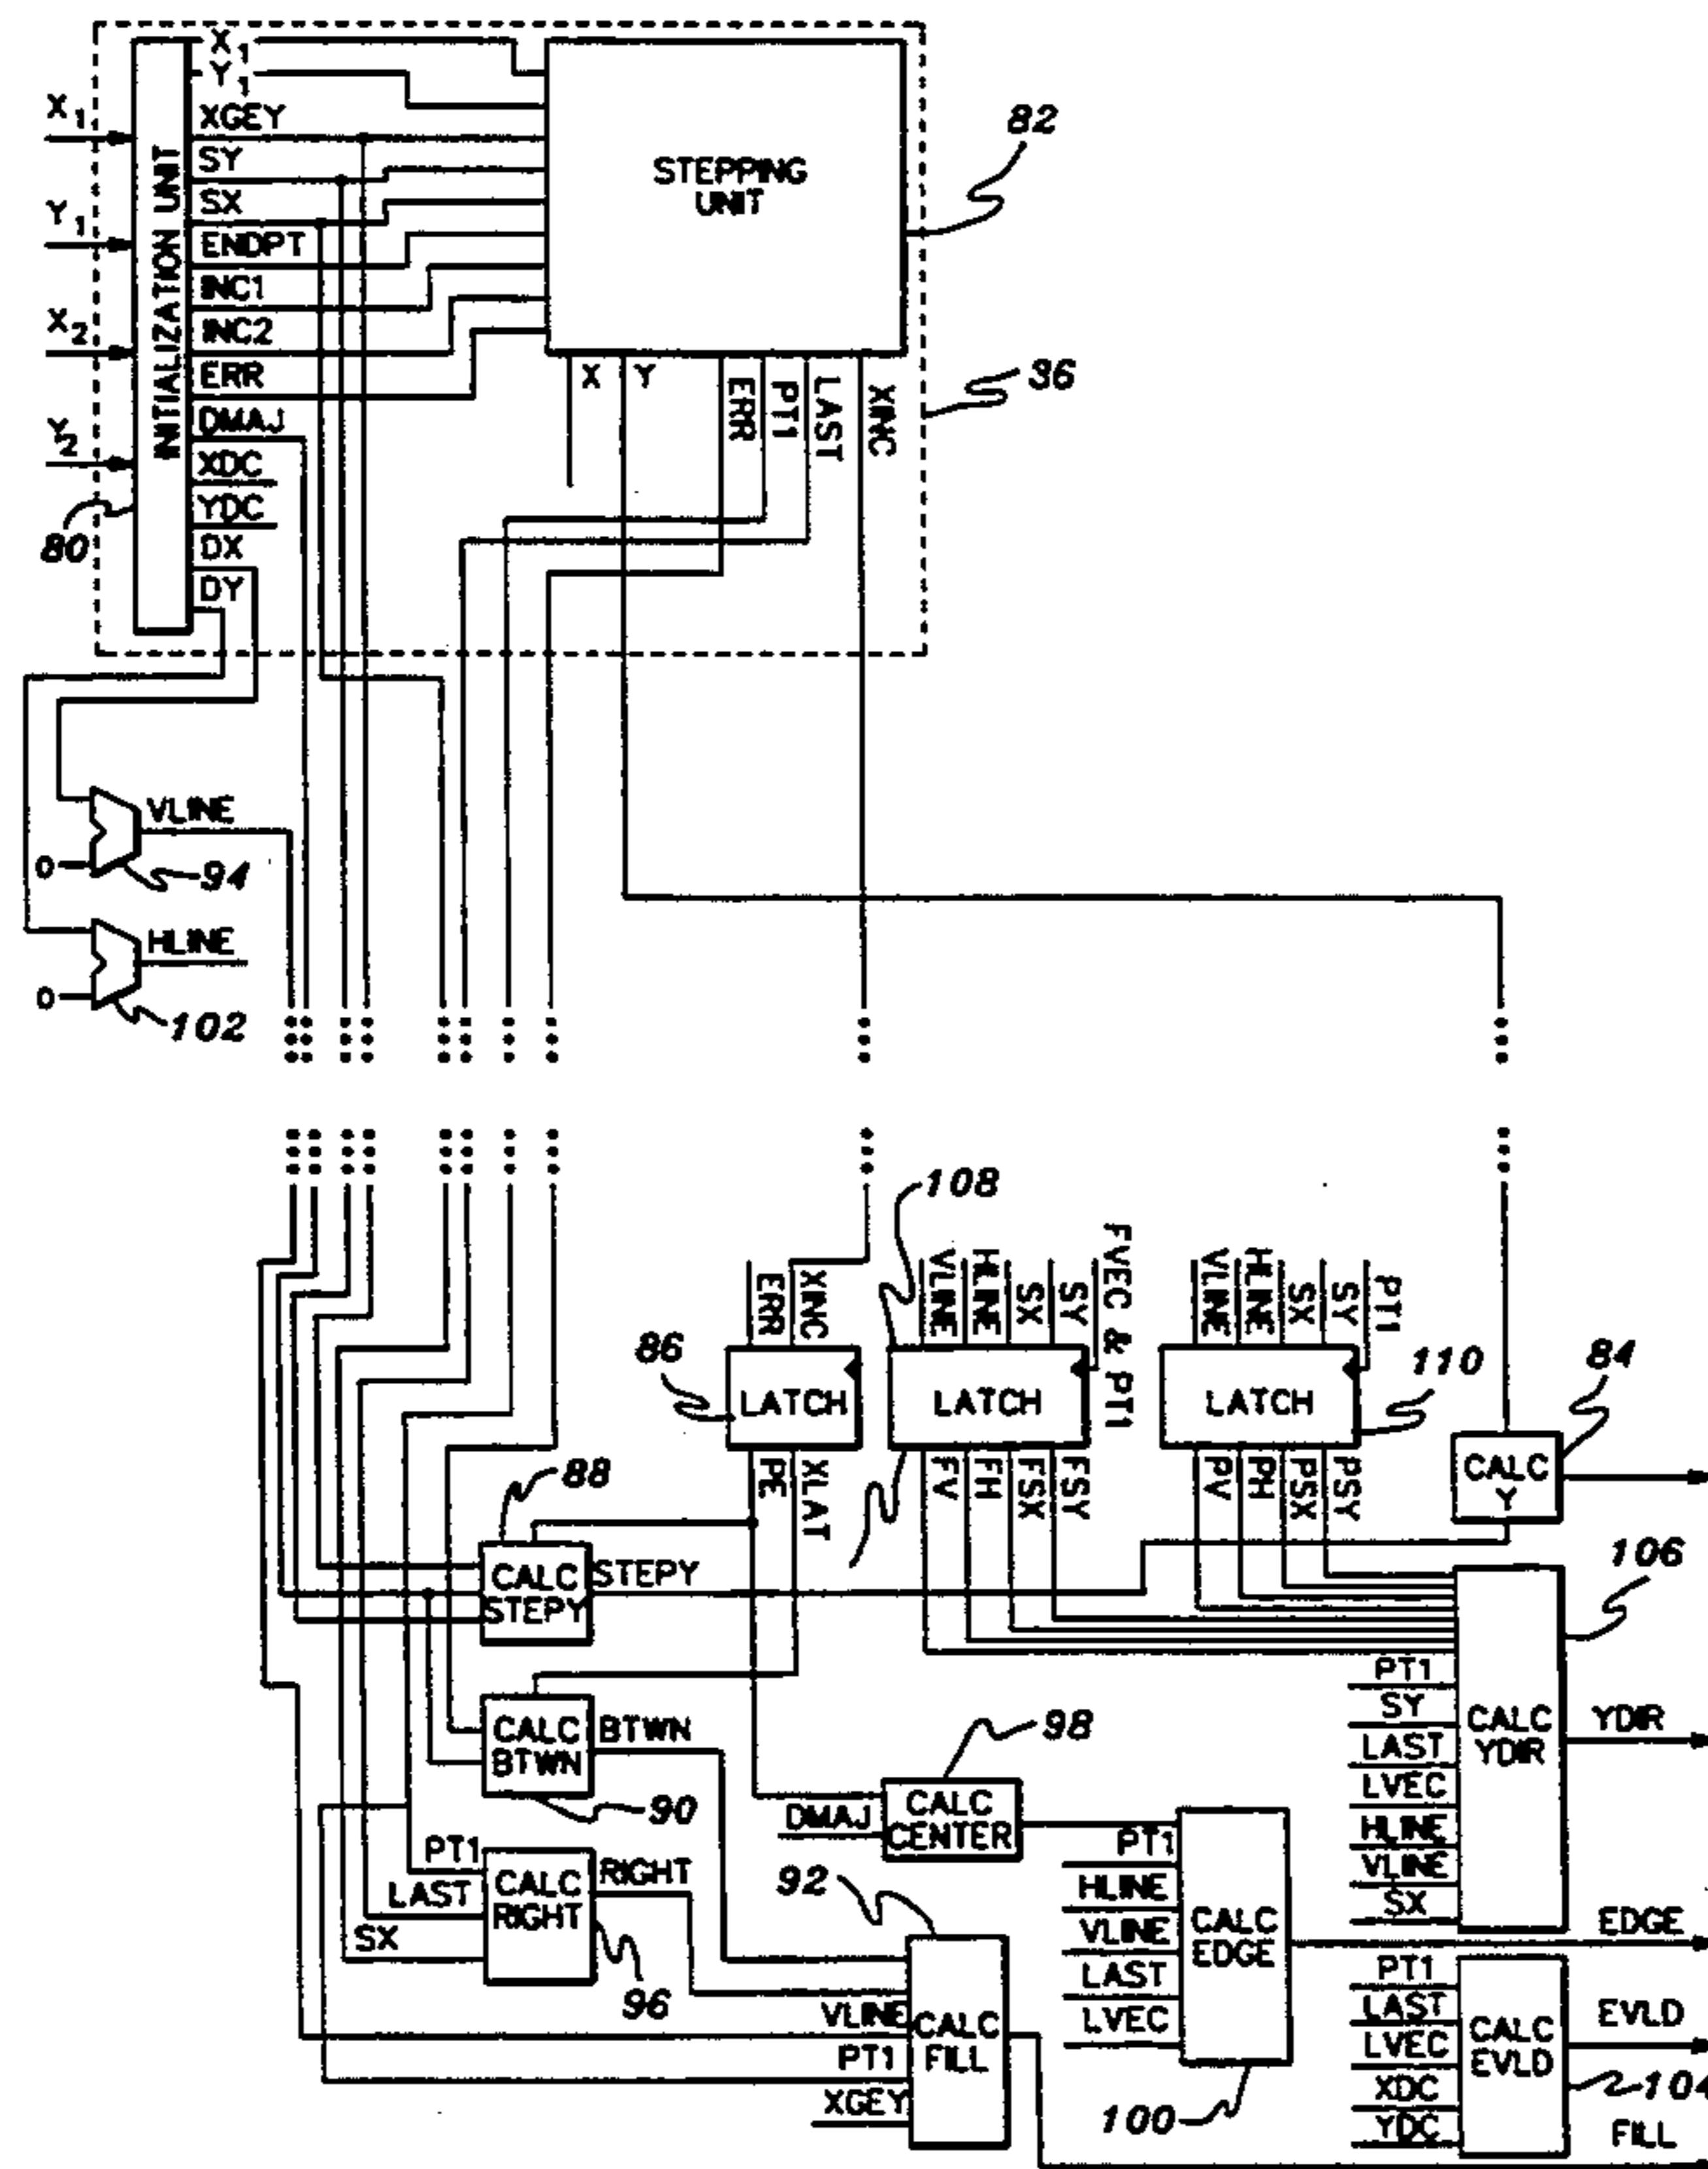 X1
Y1
X1
Y1
X2
Y2
INITIALIZATION UNIT
XGEY
SY
SX
ENDPT
INC1
INC2
ERR
DMAJ
XDC
YDC
DX
DY
80
STEPPING
UNIT
82
36
X
Y
ERR
PT1
LAST
XINC
VLINE
0
94
HLINE
0
102
108
ERR
XINC
VLINE
HLINE
SX
SY
FVEC & PT1
VLINE
HLINE
SX
SY
PT1
86
LATCH
LATCH
LATCH
110
84
PE
XLAT
FV
FH
FSX
FSY
PV
PH
PSX
PSY
CALC
Y
88
CALC
STEPY
STEPY
106
CALC
BTWN
BTWN
90
98
DMAJ
CALC
CENTER
PT1
SY
LAST
LVEC
HLINE
VLINE
SX
CALC
YDIR
YDIR
PT1
LAST
SX
CALC
RIGHT
RIGHT
96
92
VLINE
PT1
XGEY
CALC
FILL
PT1
HLINE
VLINE
LAST
LVEC
CALC
EDGE
100
EDGE
PT1
LAST
LVEC
XDC
YDC
CALC
EVLD
EVLD
104
FILL